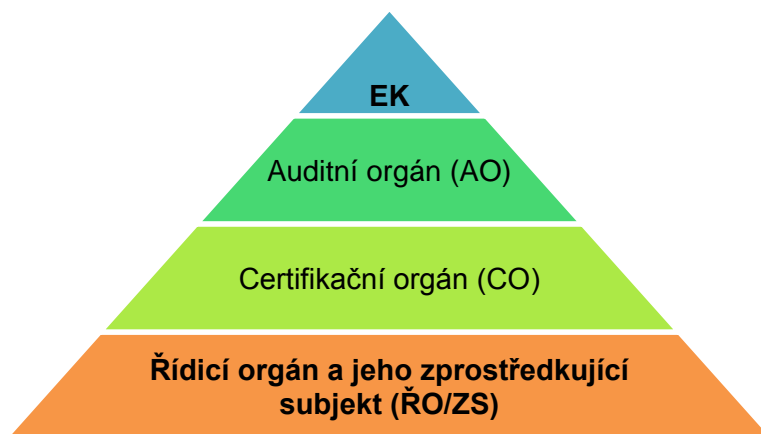 EK
Auditní orgán (AO)
Certifikační orgán (CO)
Řídicí orgán a jeho zprostředkující
subjekt (ŘO/ZS)